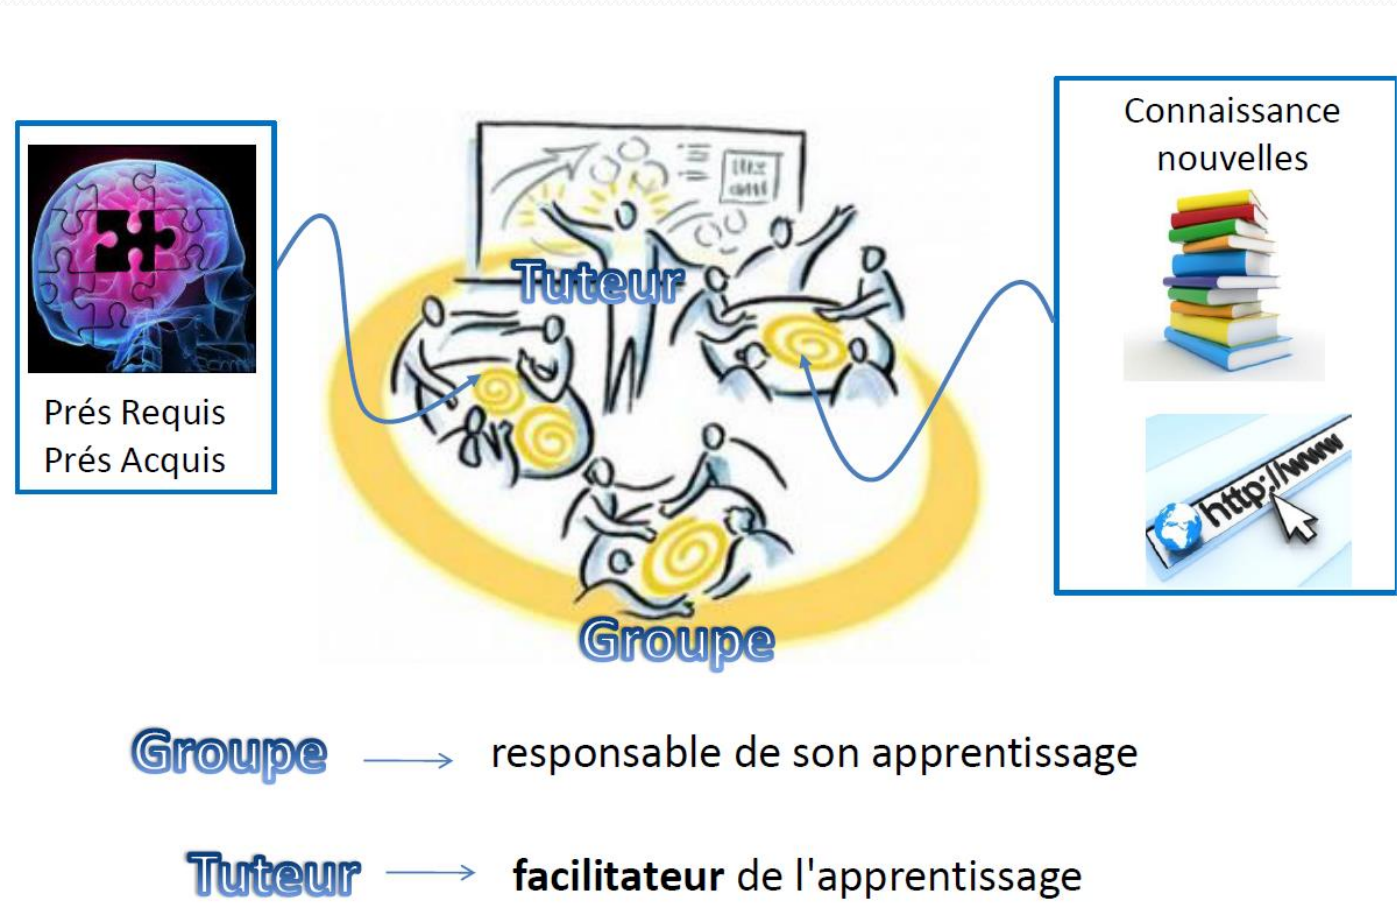 Connaissance
nouvelles
Prés Requis
Prés Acquis
Tuteur
http://www
Groupe
Groupe → responsable de son apprentissage
Tuteur → facilitateur de l'apprentissage